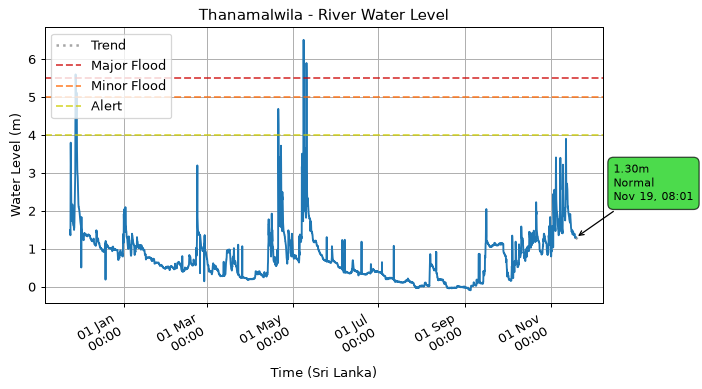 Thanamalwila - River Water Level
Trend
Major Flood
Minor Flood
Alert
Water Level (m)
6
5
4
3
2
1
0
1.30m
Normal
Nov 19, 08:01
01 Jan
00:00
01 Mar
00:00
01 May
00:00
01 Jul
00:00
01 Sep
00:00
01 Nov
00:00
Time (Sri Lanka)